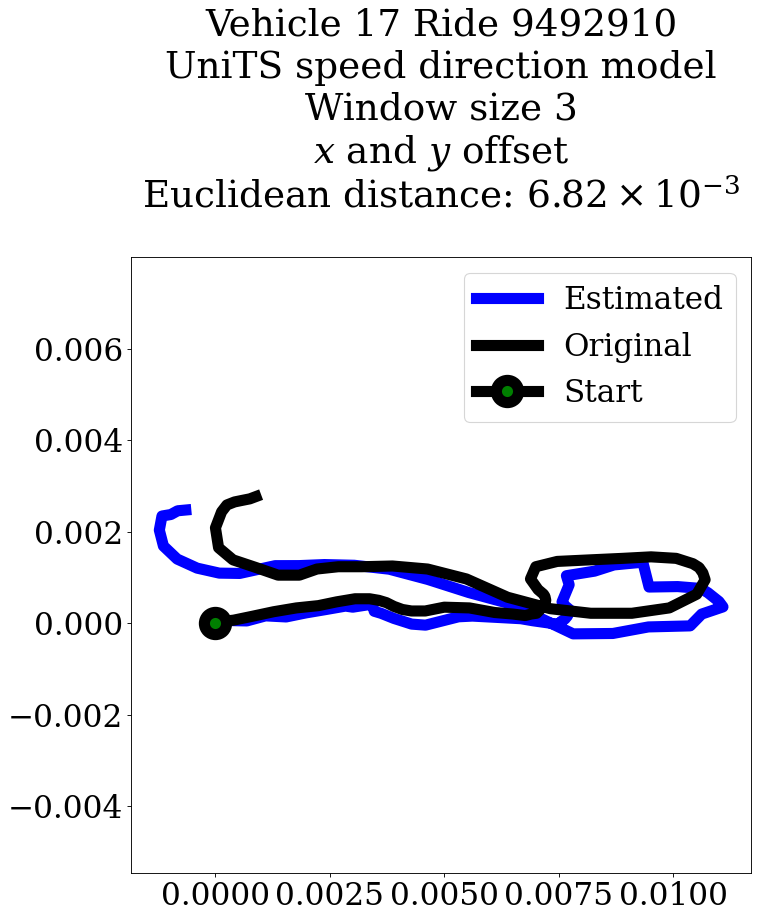 Vehicle 17 Ride 9492910
UniTS speed direction model
Window size 3
x and y offset
Euclidean distance: 6.82 × 10⁻³
Estimated
Original
Start
0.006
0.004
0.002
0.000
−0.002
−0.004
0.0000 0.0025 0.0050 0.0075 0.0100